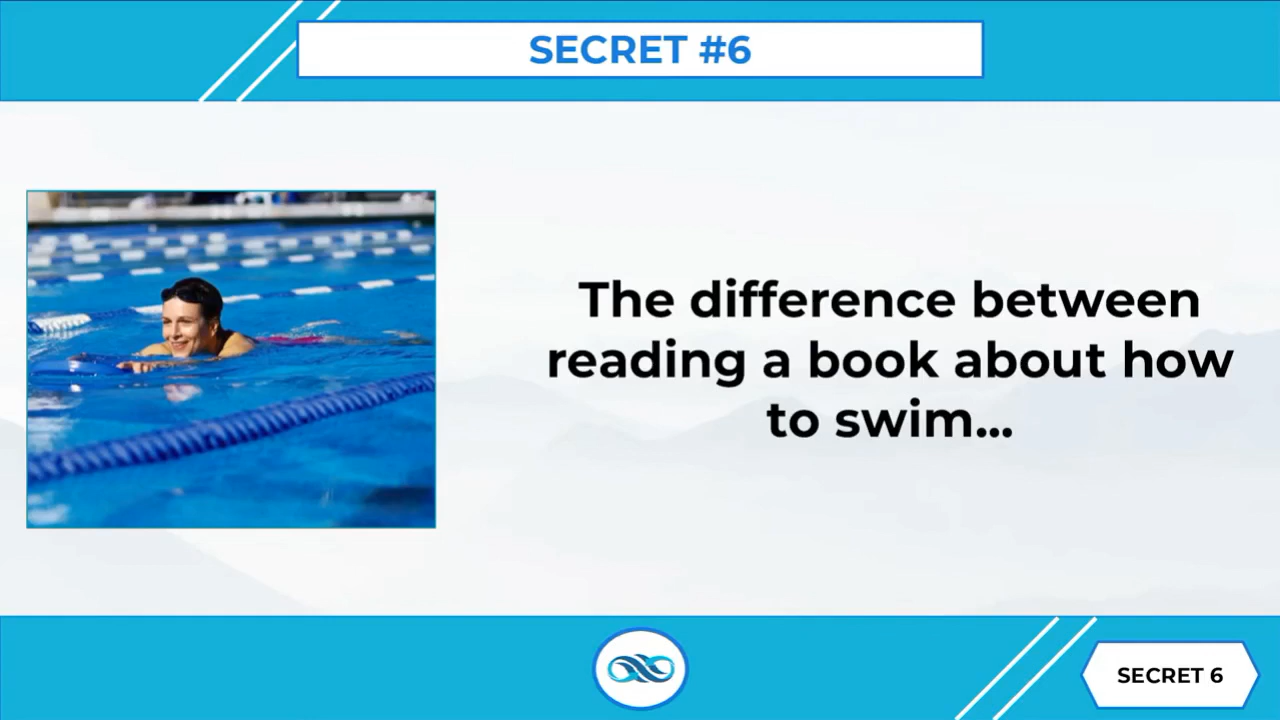 SECRET #6
The difference between
reading a book about how
to swim...
SECRET 6